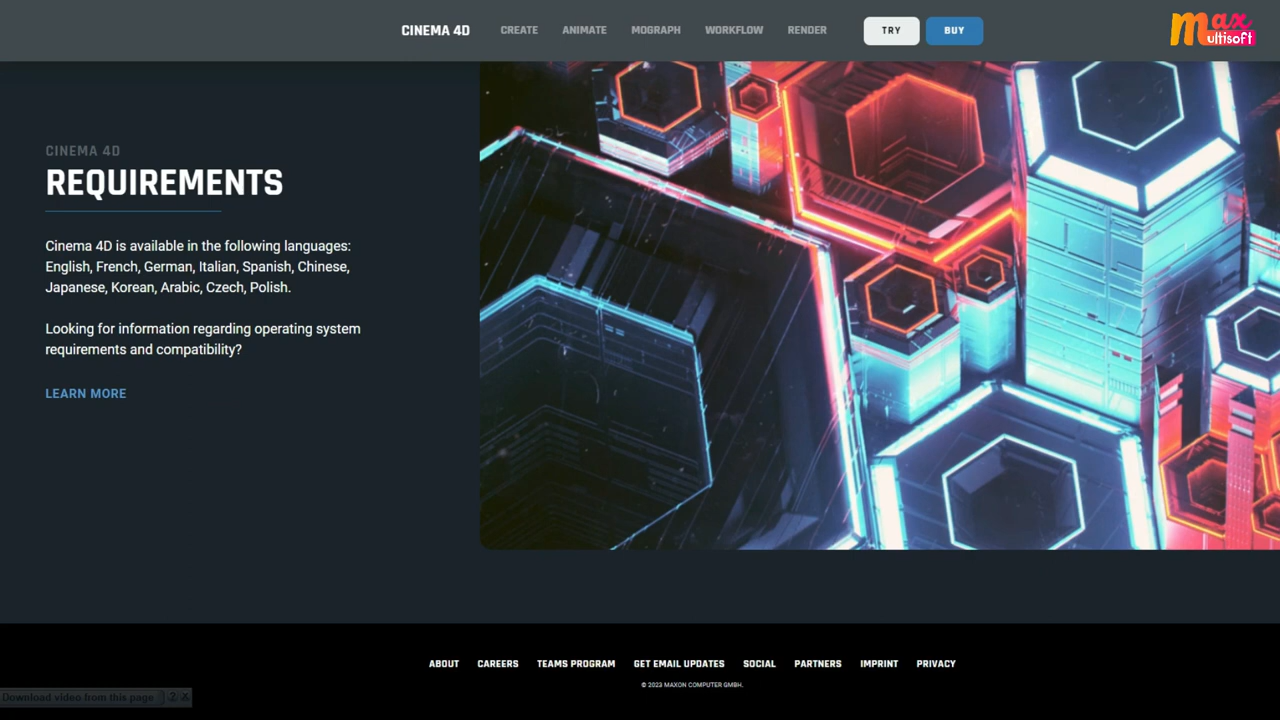 CINEMA 4D CREATE ANIMATE MOGRAPH WORKFLOW RENDER TRY BUY
max
ultisoft
CINEMA 4D
REQUIREMENTS
Cinema 4D is available in the following languages:
English, French, German, Italian, Spanish, Chinese,
Japanese, Korean, Arabic, Czech, Polish.
Looking for information regarding operating system
requirements and compatibility?
LEARN MORE
ABOUT CAREERS TEAMS PROGRAM GET EMAIL UPDATES SOCIAL PARTNERS IMPRINT PRIVACY
© 2023 MAXON COMPUTER GMBH.
Download video from this page ? X